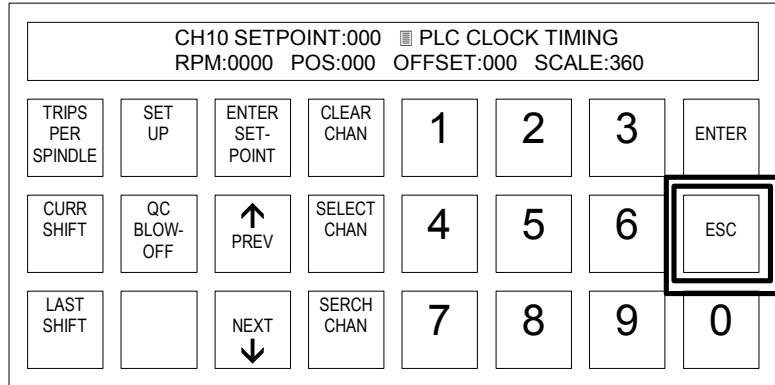 CH10 SETPOINT:000 PLC CLOCK TIMING
RPM:0000 POS:000 OFFSET:000 SCALE:360
TRIPS
PER
SPINDLE
SET
UP
ENTER
SET-
POINT
CLEAR
CHAN
1
2
3
ENTER
CURR
SHIFT
QC
BLOW-
OFF
PREV
SELECT
CHAN
4
5
6
ESC
LAST
SHIFT
NEXT
SERCH
CHAN
7
8
9
0